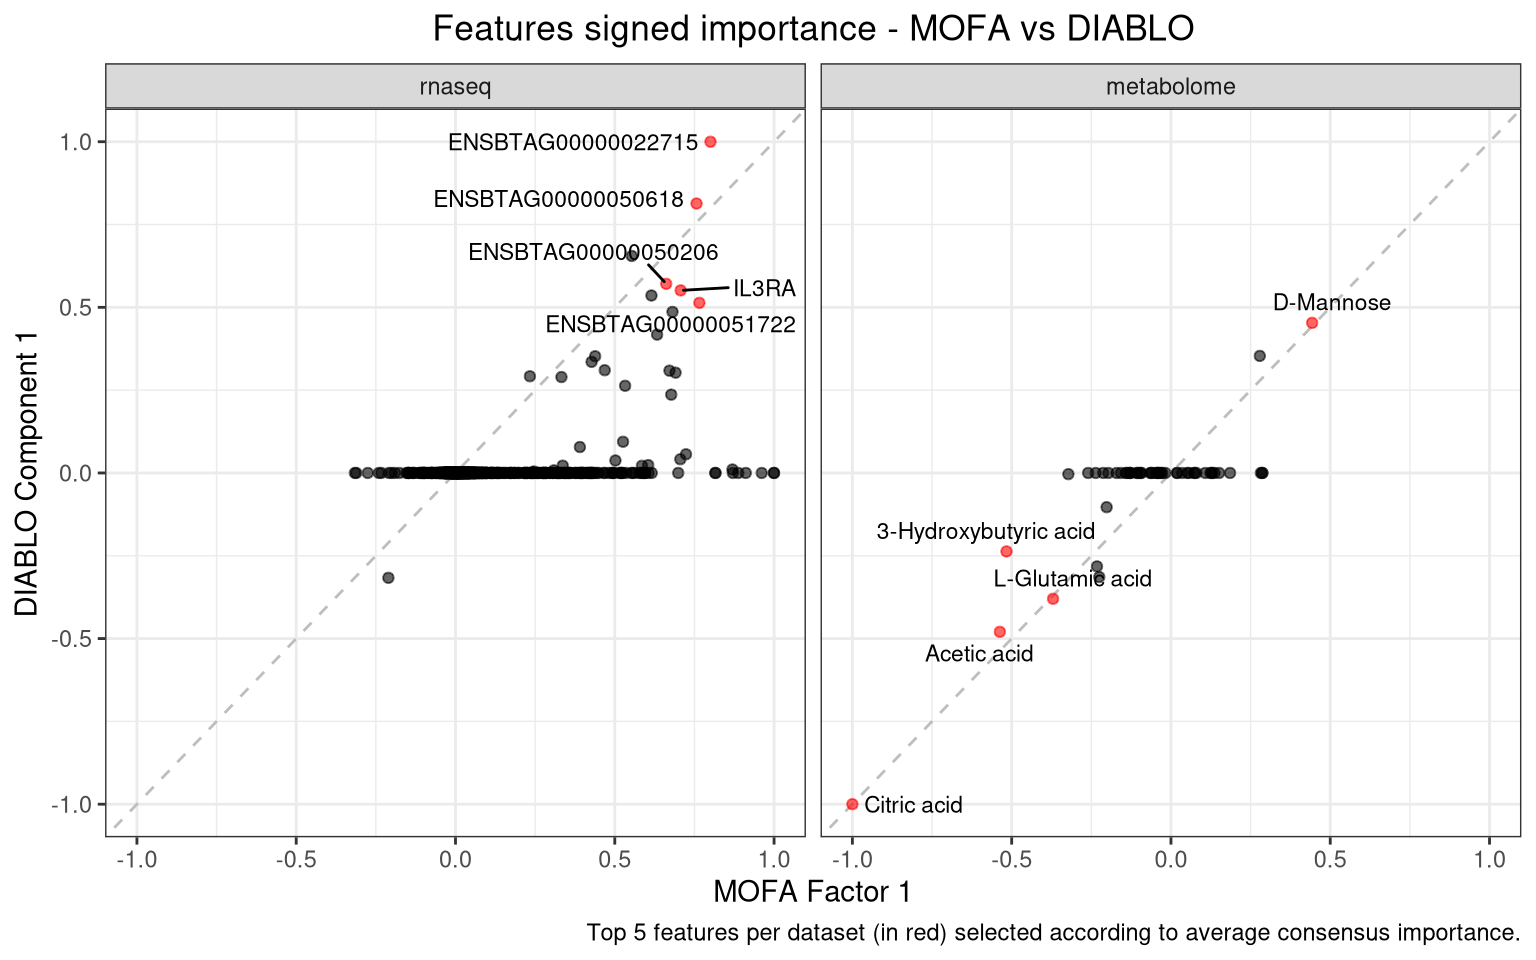 Features signed importance - MOFA vs DIABLO
rnaseq
metabolome
DIABLO Component 1
1.0
0.5
0.0
-0.5
-1.0
ENSBTAG00000022715
ENSBTAG00000050618
ENSBTAG00000050206
IL3RA
ENSBTAG00000051722
D-Mannose
3-Hydroxybutyric acid
L-Glutamic acid
Acetic acid
Citric acid
-1.0 -0.5 0.0 0.5 1.0
-1.0 -0.5 0.0 0.5 1.0
MOFA Factor 1
Top 5 features per dataset (in red) selected according to average consensus importance.